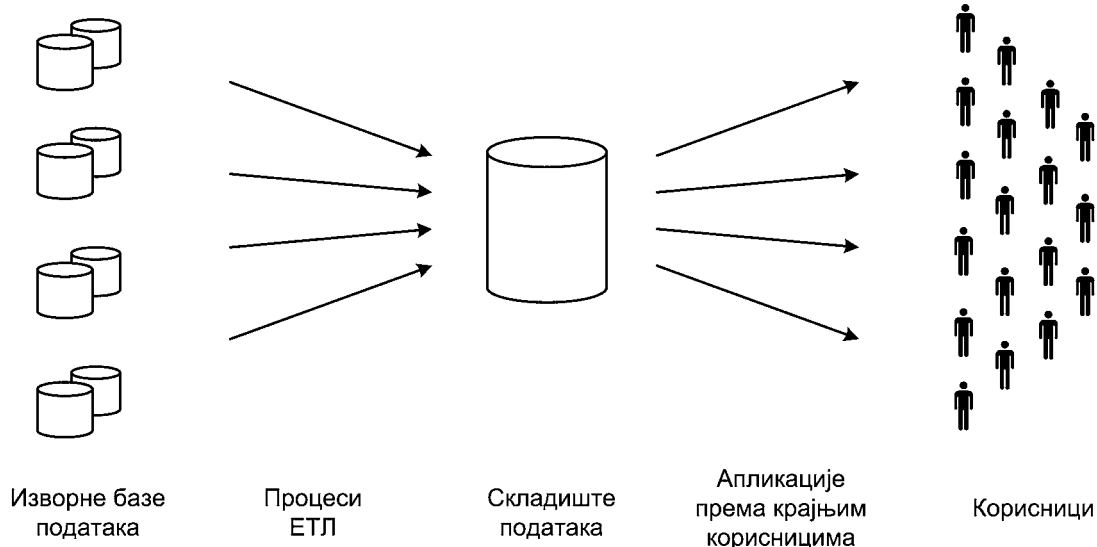 Изворне базе
података
Процеси
ЕТЛ
Складиште
података
Апликације
према крајњим
корисницима
Корисници